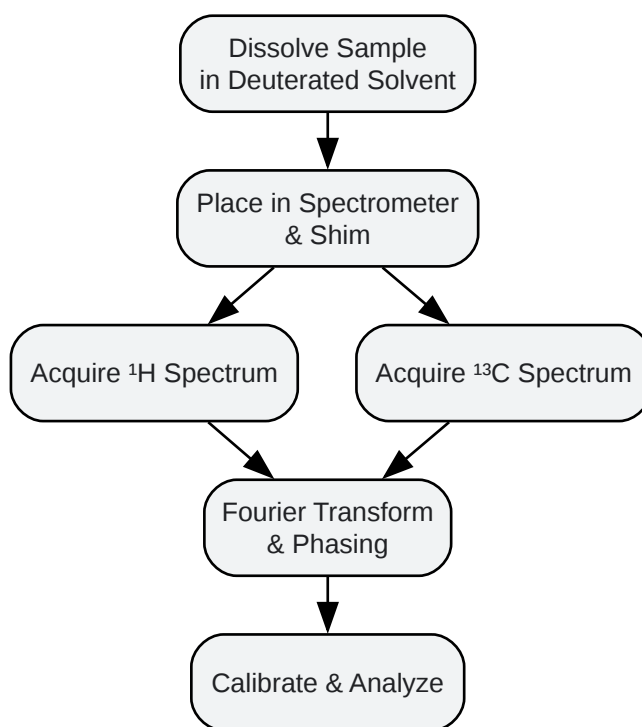 Dissolve Sample
in Deuterated Solvent
Place in Spectrometer
& Shim
Acquire ¹H Spectrum
Acquire ¹³C Spectrum
Fourier Transform
& Phasing
Calibrate & Analyze